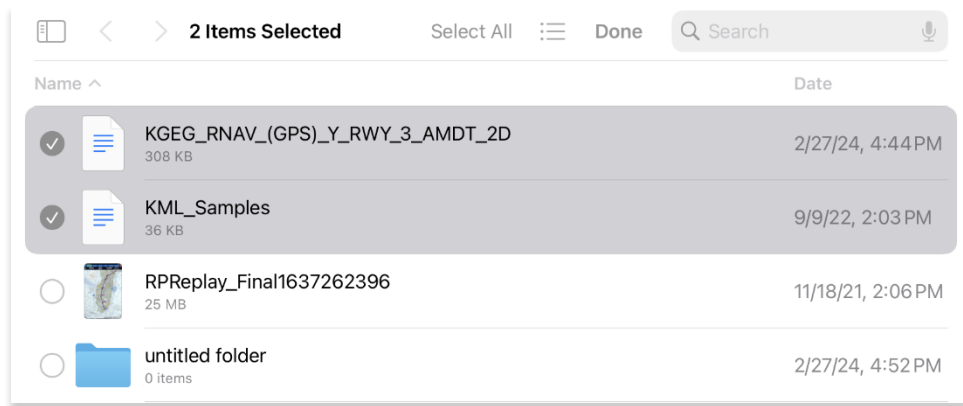 2 Items Selected Select All Done Search
Name Date
KGEG_RNAV_(GPS)_Y_RWY_3_AMDT_2D
308 KB
2/27/24, 4:44 PM
KML_Samples
36 KB
9/9/22, 2:03 PM
RPReplay_Final1637262396
25 MB
11/18/21, 2:06 PM
untitled folder
0 items
2/27/24, 4:52 PM